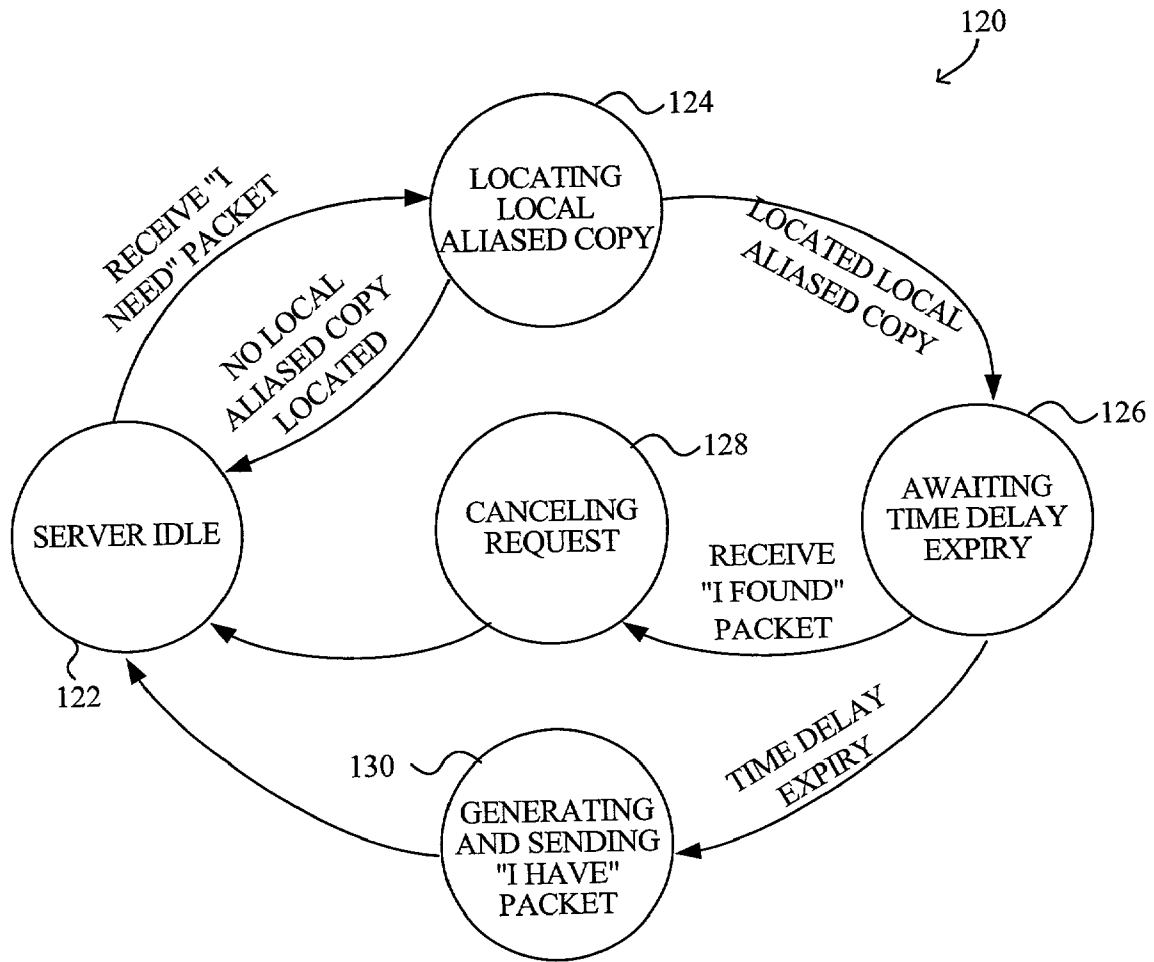 120
124
LOCATING
LOCAL
ALIASED COPY
RECEIVE "I
NEED" PACKET
NO LOCAL
ALIASED COPY
LOCATED
LOCATED LOCAL
ALIASED COPY
126
AWAITING
TIME DELAY
EXPIRY
128
CANCELING
REQUEST
SERVER IDLE
122
RECEIVE
"I FOUND"
PACKET
TIME DELAY
EXPIRY
130
GENERATING
AND SENDING
"I HAVE"
PACKET